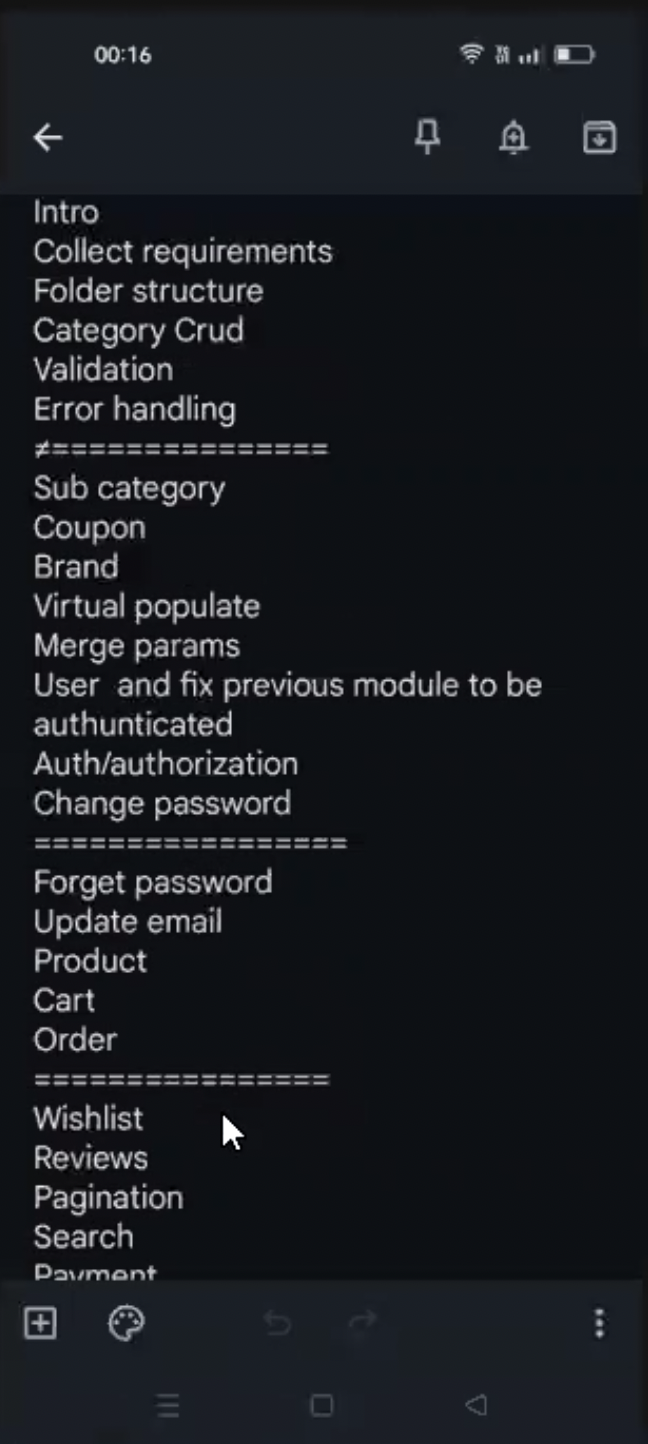 00:16
Intro
Collect requirements
Folder structure
Category Crud
Validation
Error handling
≠===============
Sub category
Coupon
Brand
Virtual populate
Merge params
User  and fix previous module to be
authunticated
Auth/authorization
Change password
=================
Forget password
Update email
Product
Cart
Order
================
Wishlist
Reviews
Pagination
Search
Payment